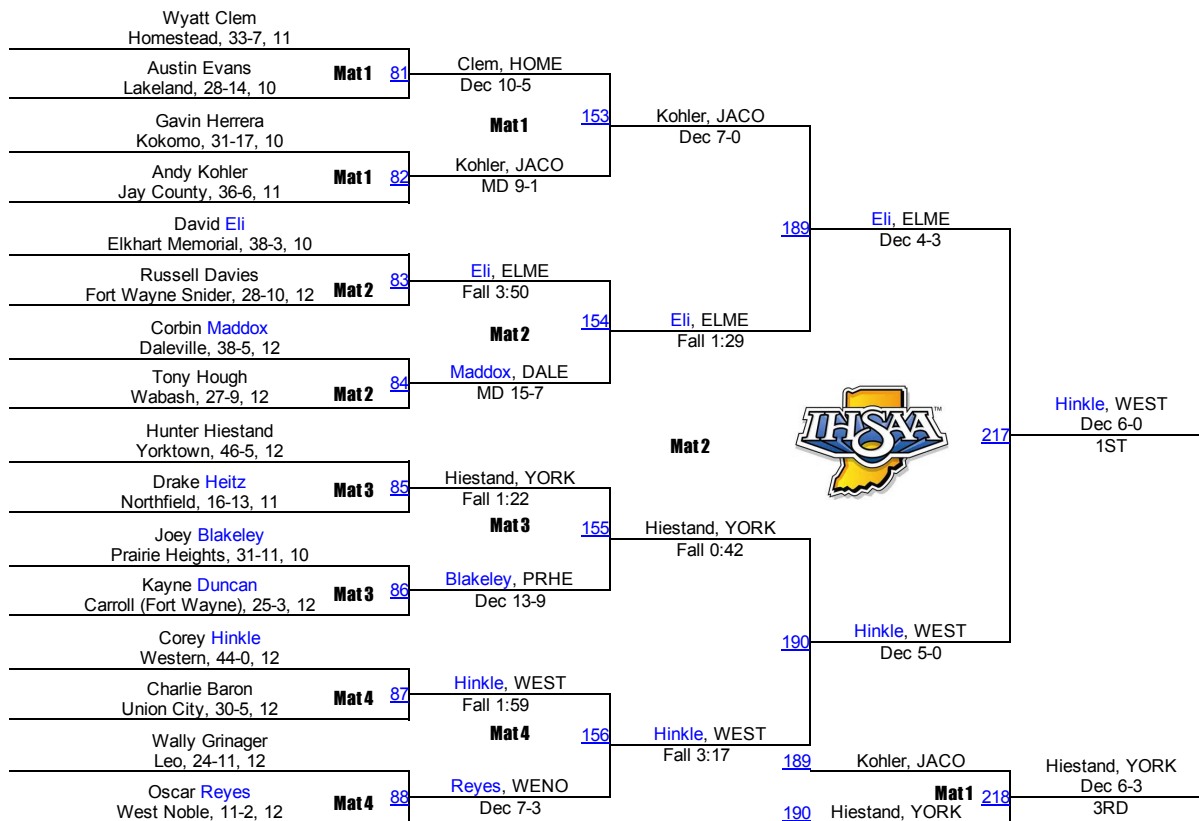 Wyatt Clem
Homestead, 33-7, 11
Austin Evans
Lakeland, 28-14, 10
Mat 1 81
Clem, HOME
Dec 10-5
Gavin Herrera
Kokomo, 31-17, 10
Mat 1
153
Kohler, JACO
Dec 7-0
Andy Kohler
Jay County, 36-6, 11
Mat 1 82
Kohler, JACO
MD 9-1
David Eli
Elkhart Memorial, 38-3, 10
189
Eli, ELME
Dec 4-3
Russell Davies
Fort Wayne Snider, 28-10, 12
Mat 2 83
Eli, ELME
Fall 3:50
Corbin Maddox
Daleville, 38-5, 12
Mat 2
154
Eli, ELME
Fall 1:29
Tony Hough
Wabash, 27-9, 12
Mat 2 84
Maddox, DALE
MD 15-7
Hunter Hiestand
Yorktown, 46-5, 12
Mat 2
IHSAA
TM
217
Hinkle, WEST
Dec 6-0
1ST
Drake Heitz
Northfield, 16-13, 11
Mat 3 85
Hiestand, YORK
Fall 1:22
Joey Blakeley
Prairie Heights, 31-11, 10
Mat 3
155
Hiestand, YORK
Fall 0:42
Kayne Duncan
Carroll (Fort Wayne), 25-3, 12
Mat 3 86
Blakeley, PRHE
Dec 13-9
Corey Hinkle
Western, 44-0, 12
190
Hinkle, WEST
Dec 5-0
Charlie Baron
Union City, 30-5, 12
Mat 4 87
Hinkle, WEST
Fall 1:59
Wally Grinager
Leo, 24-11, 12
Mat 4
156
Hinkle, WEST
Fall 3:17
Oscar Reyes
West Noble, 11-2, 12
Mat 4 88
Reyes, WENO
Dec 7-3
189
Kohler, JACO
Mat 1 218
190
Hiestand, YORK
Hiestand, YORK
Dec 6-3
3RD